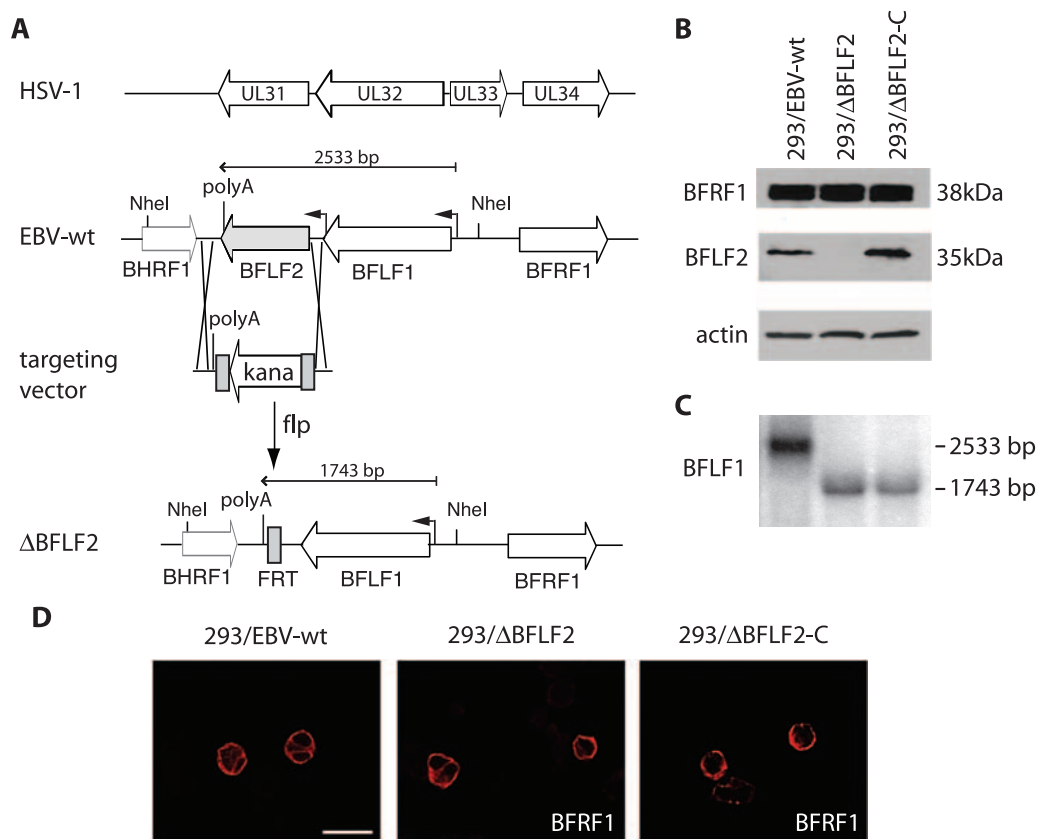 A
HSV-1
UL31
UL32
UL33
UL34
2533 bp
polyA
NheI
NheI
EBV-wt
BHRF1
BFLF2
BFLF1
BFRF1
polyA
targeting
vector
kana
flp
1743 bp
polyA
NheI
NheI
ΔBFLF2
BHRF1
FRT
BFLF1
BFRF1
B
293/EBV-wt
293/ΔBFLF2
293/ΔBFLF2-C
BFRF1
38kDa
BFLF2
35kDa
actin
C
BFLF1
–2533 bp
–1743 bp
D
293/EBV-wt
293/ΔBFLF2
293/ΔBFLF2-C
BFRF1
BFRF1